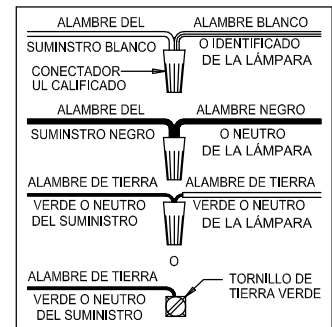 ALAMBRE DEL
SUMINSTRO BLANCO
ALAMBRE BLANCO
O IDENTIFICADO
DE LA LÁMPARA
CONECTADOR
UL CALIFICADO
ALAMBRE DEL
SUMINSTRO NEGRO
ALAMBRE NEGRO
O NEUTRO
DE LA LÁMPARA
ALAMBRE DE TIERRA
VERDE O NEUTRO
DEL SUMINISTRO
ALAMBRE DE TIERRA
VERDE O NEUTRO
DE LA LÁMPARA
O
ALAMBRE DE TIERRA
VERDE O NEUTRO
DEL SUMINISTRO
TORNILLO DE
TIERRA VERDE